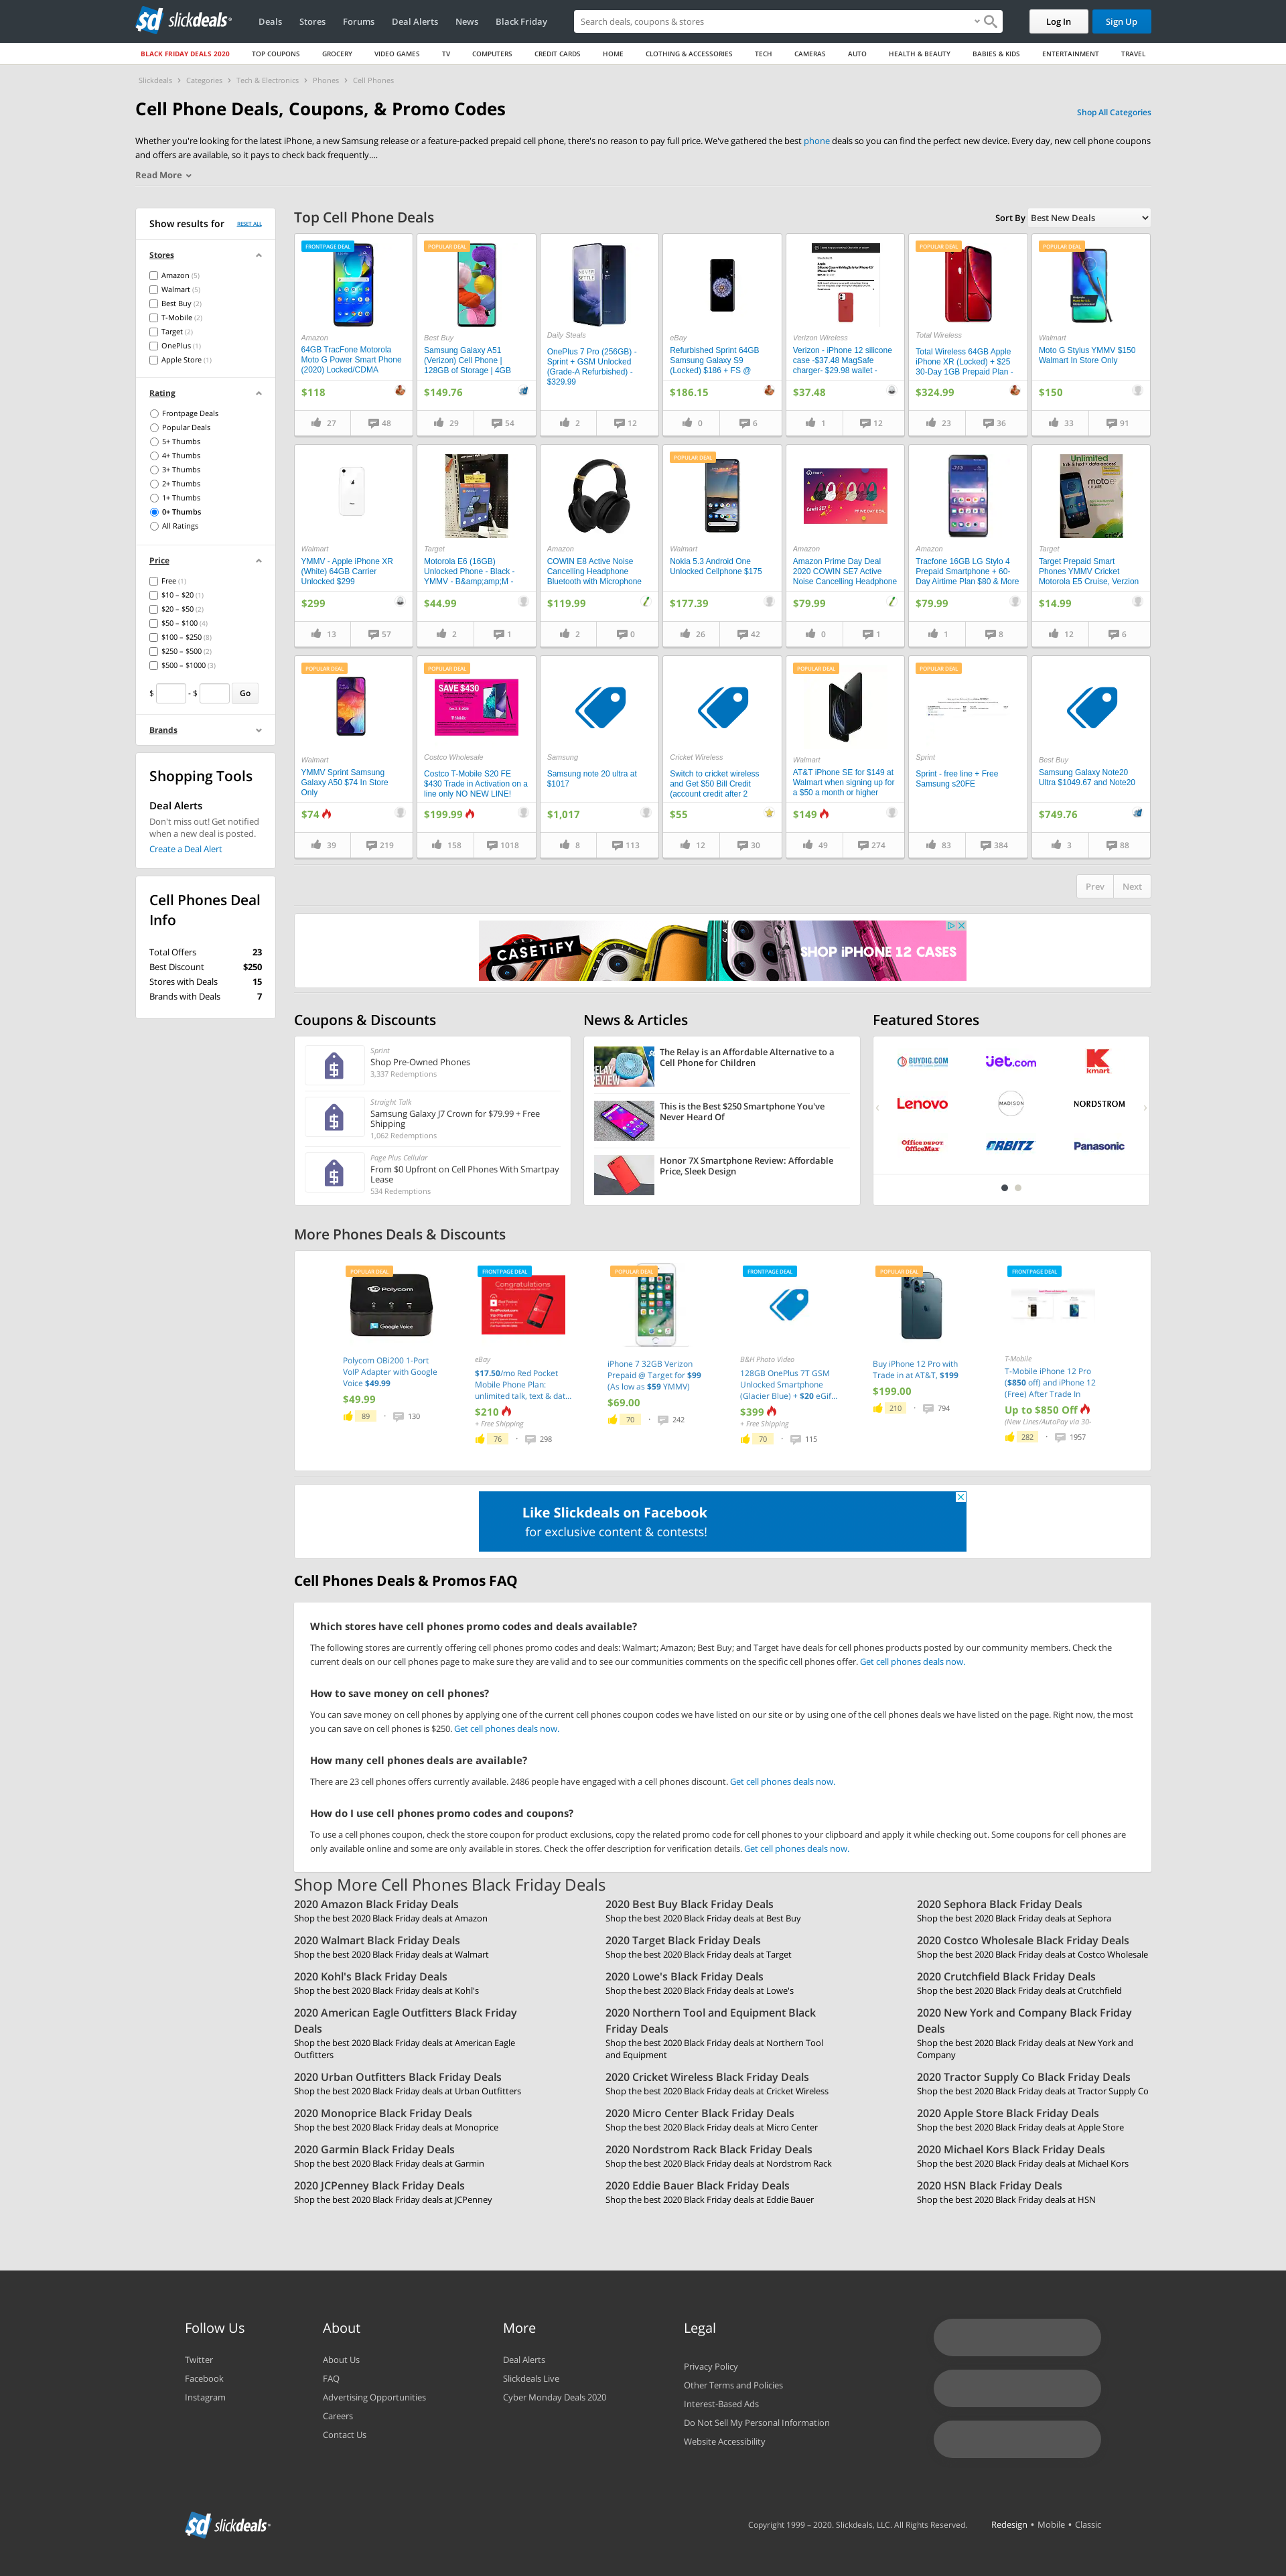 sd slickdeals
Deals Stores Forums Deal Alerts News Black Friday
Search deals, coupons & stores
Log In
Sign Up
BLACK FRIDAY DEALS 2020 TOP COUPONS GROCERY VIDEO GAMES TV COMPUTERS CREDIT CARDS HOME CLOTHING & ACCESSORIES TECH CAMERAS AUTO HEALTH & BEAUTY BABIES & KIDS ENTERTAINMENT TRAVEL
Slickdeals › Categories › Tech & Electronics › Phones › Cell Phones
Cell Phone Deals, Coupons, & Promo Codes
Shop All Categories
Whether you're looking for the latest iPhone, a new Samsung release or a feature-packed prepaid cell phone, there's no reason to pay full price. We've gathered the best phone deals so you can find the perfect new device. Every day, new cell phone coupons
and offers are available, so it pays to check back frequently....
Read More
Show results for RESET ALL
Stores
Amazon (5)
Walmart (5)
Best Buy (2)
T-Mobile (2)
Target (2)
OnePlus (1)
Apple Store (1)
Rating
Frontpage Deals
Popular Deals
5+ Thumbs
4+ Thumbs
3+ Thumbs
2+ Thumbs
1+ Thumbs
0+ Thumbs
All Ratings
Price
Free (1)
$10 – $20 (1)
$20 – $50 (2)
$50 – $100 (4)
$100 – $250 (8)
$250 – $500 (2)
$500 – $1000 (3)
$ - $ Go
Brands
Shopping Tools
Deal Alerts
Don't miss out! Get notified
when a new deal is posted.
Create a Deal Alert
Cell Phones Deal
Info
Total Offers 23
Best Discount $250
Stores with Deals 15
Brands with Deals 7
Top Cell Phone Deals
Sort By Best New Deals
FRONTPAGE DEAL
Amazon
64GB TracFone Motorola
Moto G Power Smart Phone
(2020) Locked/CDMA
$118
27 48
POPULAR DEAL
Best Buy
Samsung Galaxy A51
(Verizon) Cell Phone |
128GB of Storage | 4GB
$149.76
29 54
Daily Steals
OnePlus 7 Pro (256GB) -
Sprint + GSM Unlocked
(Grade-A Refurbished) -
$329.99
2 12
eBay
Refurbished Sprint 64GB
Samsung Galaxy S9
(Locked) $186 + FS @
$186.15
0 6
Verizon Wireless
Verizon - iPhone 12 silicone
case -$37.48 MagSafe
charger- $29.98 wallet -
$37.48
1 12
POPULAR DEAL
Total Wireless
Total Wireless 64GB Apple
iPhone XR (Locked) + $25
30-Day 1GB Prepaid Plan -
$324.99
23 36
POPULAR DEAL
Walmart
Moto G Stylus YMMV $150
Walmart In Store Only
$150
33 91
Walmart
YMMV - Apple iPhone XR
(White) 64GB Carrier
Unlocked $299
$299
13 57
Target
Motorola E6 (16GB)
Unlocked Phone - Black -
YMMV - B&amp;amp;M -
$44.99
2 1
Amazon
COWIN E8 Active Noise
Cancelling Headphone
Bluetooth with Microphone
$119.99
2 0
POPULAR DEAL
Walmart
Nokia 5.3 Android One
Unlocked Cellphone $175
$177.39
26 42
Amazon
Amazon Prime Day Deal
2020 COWIN SE7 Active
Noise Cancelling Headphone
$79.99
0 1
Amazon
Tracfone 16GB LG Stylo 4
Prepaid Smartphone + 60-
Day Airtime Plan $80 & More
$79.99
1 8
Unlimited
moto e
Target
Target Prepaid Smart
Phones YMMV Cricket
Motorola E5 Cruise, Verzion
$14.99
12 6
POPULAR DEAL
Walmart
YMMV Sprint Samsung
Galaxy A50 $74 In Store
Only
$74
39 219
POPULAR DEAL
SAVE $430
Costco Wholesale
Costco T-Mobile S20 FE
$430 Trade in Activation on a
line only NO NEW LINE!
$199.99
158 1018
Samsung
Samsung note 20 ultra at
$1017
$1,017
8 113
Cricket Wireless
Switch to cricket wireless
and Get $50 Bill Credit
(account credit after 2
$55
12 30
POPULAR DEAL
Walmart
AT&T iPhone SE for $149 at
Walmart when signing up for
a $50 a month or higher
$149
49 274
POPULAR DEAL
Sprint
Sprint - free line + Free
Samsung s20FE
83 384
Best Buy
Samsung Galaxy Note20
Ultra $1049.67 and Note20
$749.76
3 88
Prev Next
CASETiFY
SHOP iPHONE 12 CASES
Coupons & Discounts
Sprint
Shop Pre-Owned Phones
3,337 Redemptions
Straight Talk
Samsung Galaxy J7 Crown for $79.99 + Free
Shipping
1,062 Redemptions
Page Plus Cellular
From $0 Upfront on Cell Phones With Smartpay
Lease
534 Redemptions
News & Articles
The Relay is an Affordable Alternative to a
Cell Phone for Children
This is the Best $250 Smartphone You've
Never Heard Of
Honor 7X Smartphone Review: Affordable
Price, Sleek Design
Featured Stores
BUYDIG.COM jet.com K kmart
Lenovo MADISON NORDSTROM
Office DEPOT OfficeMax ORBITZ Panasonic
More Phones Deals & Discounts
POPULAR DEAL
Polycom
Google Voice
Polycom OBi200 1-Port
VoIP Adapter with Google
Voice $49.99
$49.99
89 · 130
FRONTPAGE DEAL
Congratulations
eBay
$17.50/mo Red Pocket
Mobile Phone Plan:
unlimited talk, text & dat...
$210
+ Free Shipping
76 · 298
POPULAR DEAL
iPhone 7 32GB Verizon
Prepaid @ Target for $99
(As low as $59 YMMV)
$69.00
70 · 242
FRONTPAGE DEAL
B&H Photo Video
128GB OnePlus 7T GSM
Unlocked Smartphone
(Glacier Blue) + $20 eGif...
$399
+ Free Shipping
70 · 115
POPULAR DEAL
Buy iPhone 12 Pro with
Trade in at AT&T, $199
$199.00
210 · 794
FRONTPAGE DEAL
T-Mobile
T-Mobile iPhone 12 Pro
($850 off) and iPhone 12
(Free) After Trade In
Up to $850 Off
(New Lines/AutoPay via 30-
282 · 1957
Like Slickdeals on Facebook
for exclusive content & contests!
Cell Phones Deals & Promos FAQ
Which stores have cell phones promo codes and deals available?
The following stores are currently offering cell phones promo codes and deals: Walmart; Amazon; Best Buy; and Target have deals for cell phones products posted by our community members. Check the
current deals on our cell phones page to make sure they are valid and to see our communities comments on the specific cell phones offer. Get cell phones deals now.
How to save money on cell phones?
You can save money on cell phones by applying one of the current cell phones coupon codes we have listed on our site or by using one of the cell phones deals we have listed on the page. Right now, the most
you can save on cell phones is $250. Get cell phones deals now.
How many cell phones deals are available?
There are 23 cell phones offers currently available. 2486 people have engaged with a cell phones discount. Get cell phones deals now.
How do I use cell phones promo codes and coupons?
To use a cell phones coupon, check the store coupon for product exclusions, copy the related promo code for cell phones to your clipboard and apply it while checking out. Some coupons for cell phones are
only available online and some are only available in stores. Check the offer description for verification details. Get cell phones deals now.
Shop More Cell Phones Black Friday Deals
2020 Amazon Black Friday Deals
Shop the best 2020 Black Friday deals at Amazon
2020 Best Buy Black Friday Deals
Shop the best 2020 Black Friday deals at Best Buy
2020 Sephora Black Friday Deals
Shop the best 2020 Black Friday deals at Sephora
2020 Walmart Black Friday Deals
Shop the best 2020 Black Friday deals at Walmart
2020 Target Black Friday Deals
Shop the best 2020 Black Friday deals at Target
2020 Costco Wholesale Black Friday Deals
Shop the best 2020 Black Friday deals at Costco Wholesale
2020 Kohl's Black Friday Deals
Shop the best 2020 Black Friday deals at Kohl's
2020 Lowe's Black Friday Deals
Shop the best 2020 Black Friday deals at Lowe's
2020 Crutchfield Black Friday Deals
Shop the best 2020 Black Friday deals at Crutchfield
2020 American Eagle Outfitters Black Friday
Deals
Shop the best 2020 Black Friday deals at American Eagle
Outfitters
2020 Northern Tool and Equipment Black
Friday Deals
Shop the best 2020 Black Friday deals at Northern Tool
and Equipment
2020 New York and Company Black Friday
Deals
Shop the best 2020 Black Friday deals at New York and
Company
2020 Urban Outfitters Black Friday Deals
Shop the best 2020 Black Friday deals at Urban Outfitters
2020 Cricket Wireless Black Friday Deals
Shop the best 2020 Black Friday deals at Cricket Wireless
2020 Tractor Supply Co Black Friday Deals
Shop the best 2020 Black Friday deals at Tractor Supply Co
2020 Monoprice Black Friday Deals
Shop the best 2020 Black Friday deals at Monoprice
2020 Micro Center Black Friday Deals
Shop the best 2020 Black Friday deals at Micro Center
2020 Apple Store Black Friday Deals
Shop the best 2020 Black Friday deals at Apple Store
2020 Garmin Black Friday Deals
Shop the best 2020 Black Friday deals at Garmin
2020 Nordstrom Rack Black Friday Deals
Shop the best 2020 Black Friday deals at Nordstrom Rack
2020 Michael Kors Black Friday Deals
Shop the best 2020 Black Friday deals at Michael Kors
2020 JCPenney Black Friday Deals
Shop the best 2020 Black Friday deals at JCPenney
2020 Eddie Bauer Black Friday Deals
Shop the best 2020 Black Friday deals at Eddie Bauer
2020 HSN Black Friday Deals
Shop the best 2020 Black Friday deals at HSN
Follow Us
Twitter
Facebook
Instagram
About
About Us
FAQ
Advertising Opportunities
Careers
Contact Us
More
Deal Alerts
Slickdeals Live
Cyber Monday Deals 2020
Legal
Privacy Policy
Other Terms and Policies
Interest-Based Ads
Do Not Sell My Personal Information
Website Accessibility
sd slickdeals
Copyright 1999 – 2020. Slickdeals, LLC. All Rights Reserved.
Redesign • Mobile • Classic